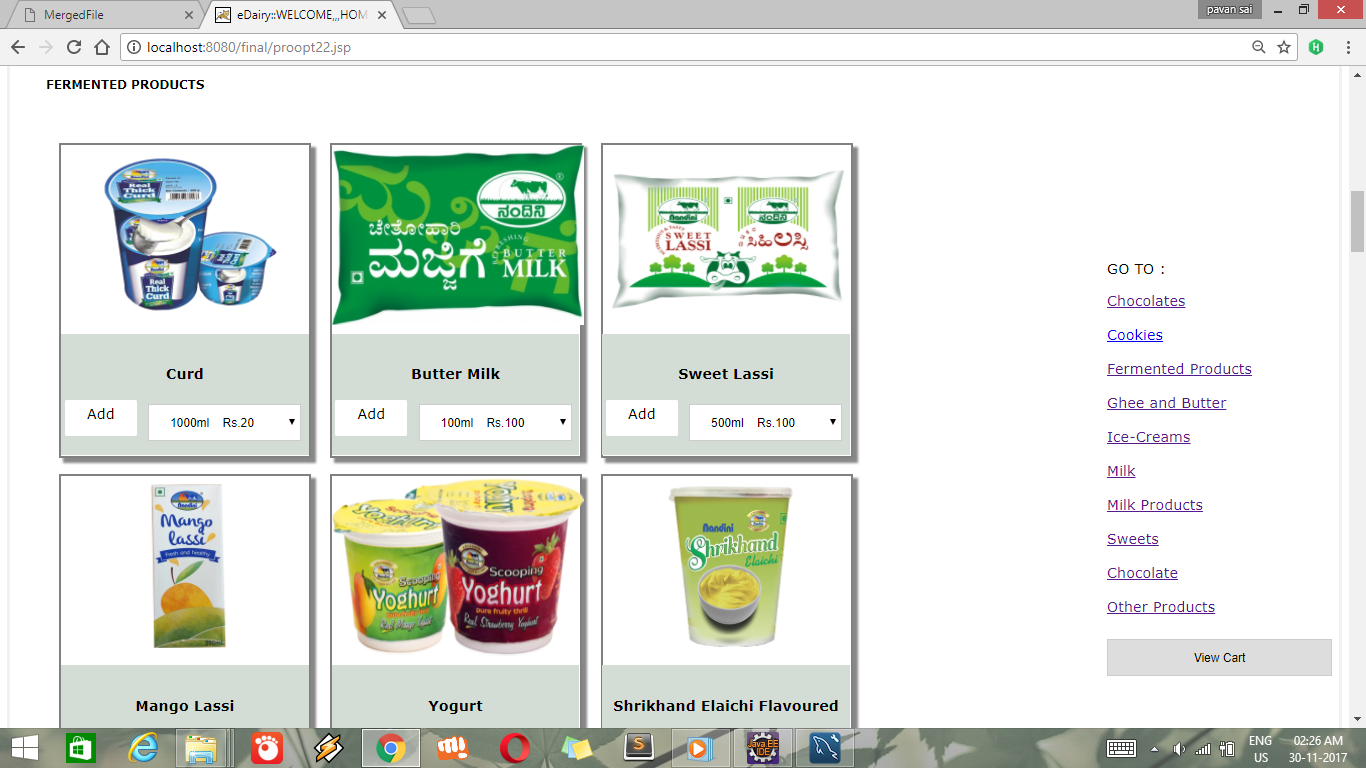 MergedFile
eDairy::WELCOME,,,HOM
pavan sai
localhost:8080/final/proopt22.jsp
FERMENTED PRODUCTS
Real
Thick
Curd
Real
Thick
Curd
ನಂದಿನಿ
ಚೇತೋಹಾರಿ
ಮಜ್ಜಿಗೆ
REFRESHING
BUTTER
MILK
Nandini
ನಂದಿನಿ
SWEET
LASSI
ಸಿಹಿ ಲಸ್ಸಿ
Curd
Butter Milk
Sweet Lassi
Add
1000ml Rs.20
Add
100ml Rs.100
Add
500ml Rs.100
Nandini
Mango
lassi
Fresh and healthy
Scooping
Yoghurt
Real Mango Yoghurt
Scooping
Yoghurt
pure fruity thrill
Real Strawberry Yoghurt
Nandini
Shrikhand
Elaichi
Mango Lassi
Yogurt
Shrikhand Elaichi Flavoured
GO TO :
Chocolates
Cookies
Fermented Products
Ghee and Butter
Ice-Creams
Milk
Milk Products
Sweets
Chocolate
Other Products
View Cart
Java EE
IDE
ENG
US
02:26 AM
30-11-2017